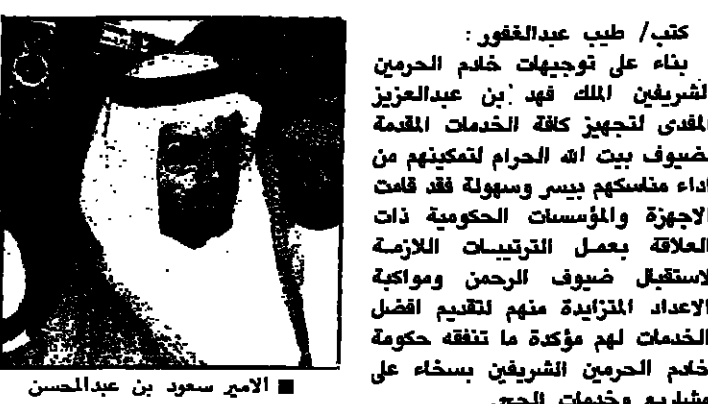 كتب/ طيب عبدالغفور :
بناء على توجيهات خادم الحرمين
الشريفين الملك فهد بن عبدالعزيز
المفدى لتجهيز كافة الخدمات المقدمة
لضيوف بيت الله الحرام لتمكينهم من
اداء مناسكهم بيسر وسهولة فقد قامت
الاجهزة والمؤسسات الحكومية ذات
العلاقة بعمل الترتيبات اللازمة
لاستقبال ضيوف الرحمن ومواكبة
الاعداد المتزايدة منهم لتقديم افضل
الخدمات لهم مؤكدة ما تنفقه حكومة
خادم الحرمين الشريفين بسخاء على
مشاريع وخدمات الحج.
■ الامير سعود بن عبدالمحسن